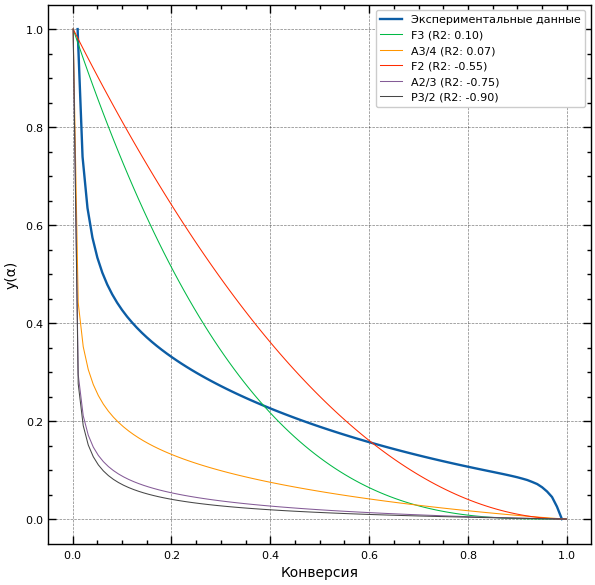 Экспериментальные данные
F3 (R2: 0.10)
A3/4 (R2: 0.07)
F2 (R2: -0.55)
A2/3 (R2: -0.75)
P3/2 (R2: -0.90)
y(α)
1.0
0.8
0.6
0.4
0.2
0.0
0.0 0.2 0.4 0.6 0.8 1.0
Конверсия